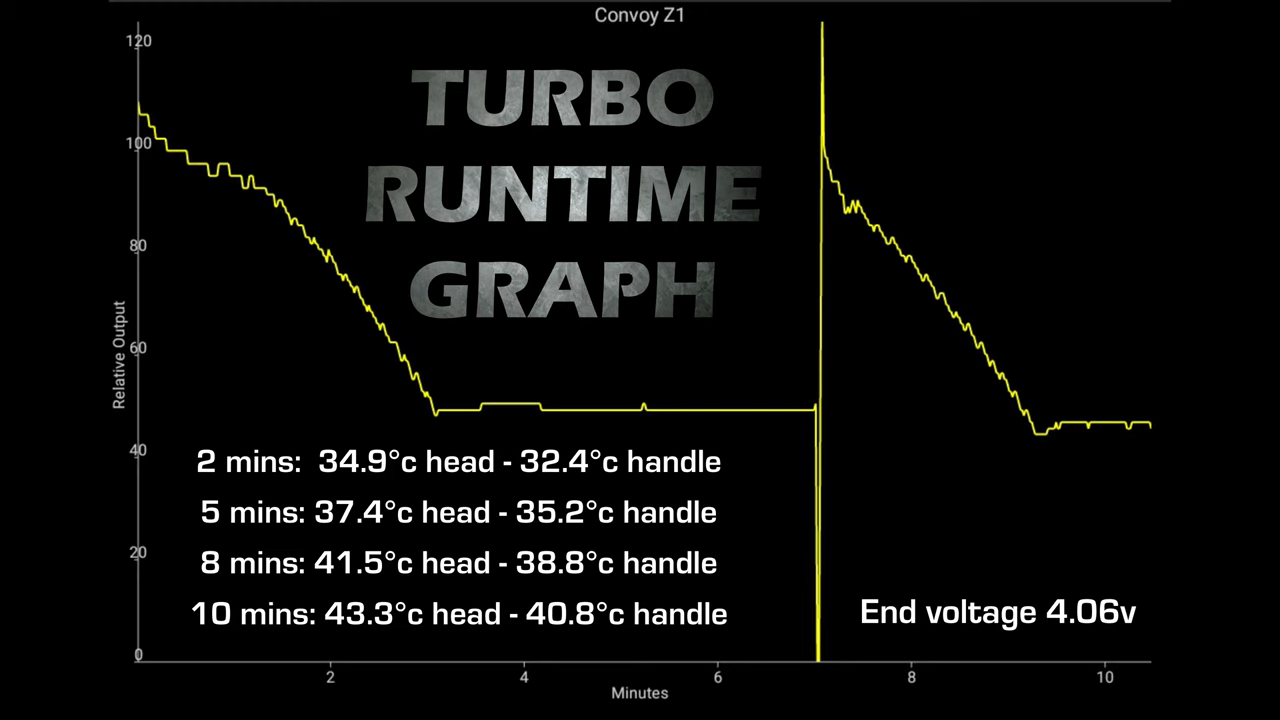 Convoy Z1
TURBO
RUNTIME
GRAPH
120
100
80
60
40
20
0
Relative Output
2 mins: 34.9°c head - 32.4°c handle
5 mins: 37.4°c head - 35.2°c handle
8 mins: 41.5°c head - 38.8°c handle
10 mins: 43.3°c head - 40.8°c handle
End voltage 4.06v
2 4 6 8 10
Minutes